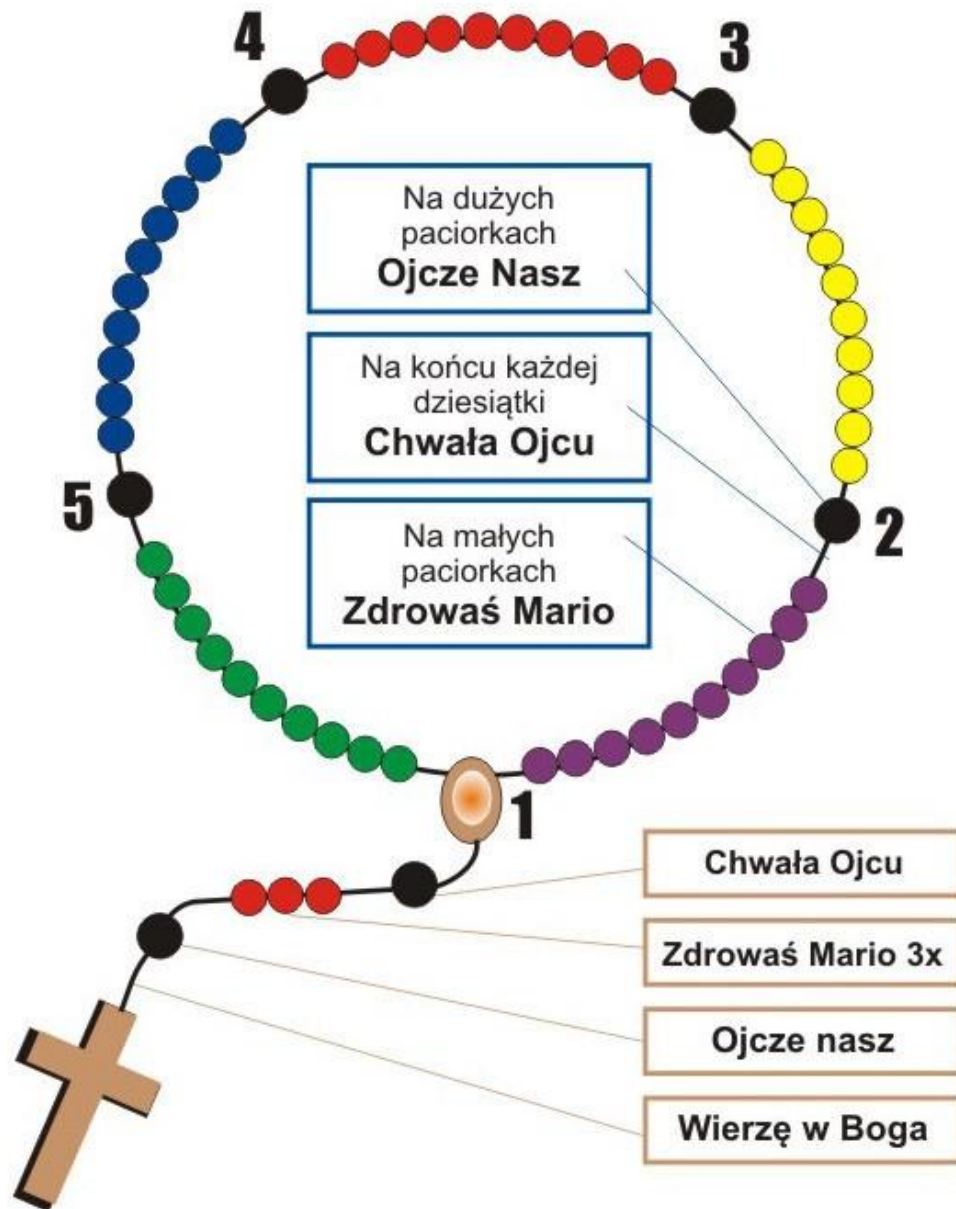 4
3
Na dużych
paciorkach
Ojcze Nasz
Na końcu każdej
dziesiątki
Chwała Ojcu
5
2
Na małych
paciorkach
Zdrowaś Mario
1
Chwała Ojcu
Zdrowaś Mario 3x
Ojcze nasz
Wierzę w Boga